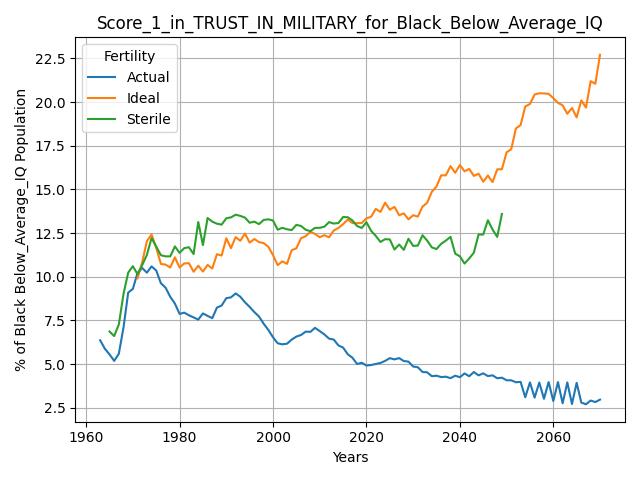 Score_1_in_TRUST_IN_MILITARY_for_Black_Below_Average_IQ
Fertility
Actual
Ideal
Sterile
% of Black Below_Average_IQ Population
22.5
20.0
17.5
15.0
12.5
10.0
7.5
5.0
2.5
1960
1980
2000
2020
2040
2060
Years